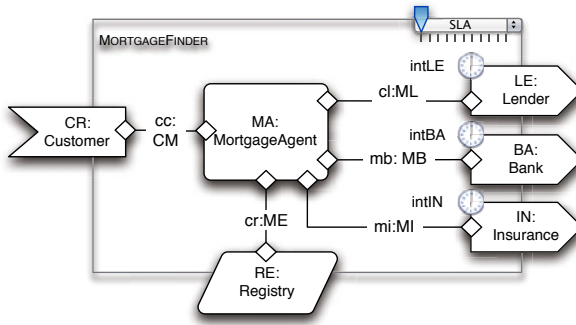 SLA
MORTGAGEFINDER
intLE
LE:
Lender
cl:ML
CR:
Customer
cc:
CM
MA:
MortgageAgent
intBA
BA:
Bank
mb: MB
intIN
IN:
Insurance
mi:MI
cr:ME
RE:
Registry